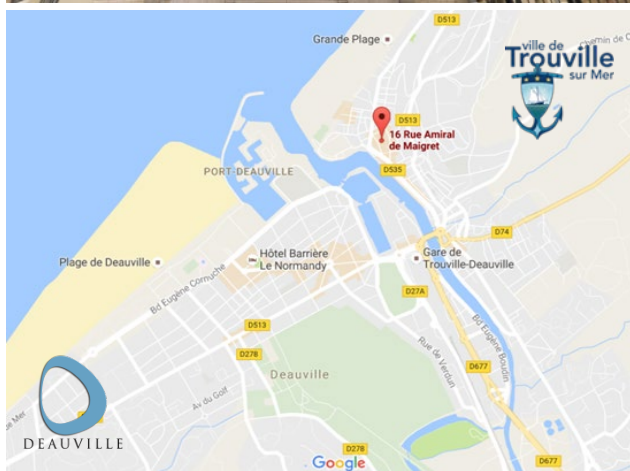 D513
Grande Plage
Chemin de C
ville de
Trouville
sur Mer
D513
16 Rue Amiral
de Maigret
D535
PORT-DEAUVILLE
D74
Plage de Deauville
Hôtel Barrière
Le Normandy
Gare de
Trouville-Deauville
Bd Eugène Cornuche
D27A
D513
Bd Eugène Boudin
D278
Rue de Verdun
D677
Deauville
Av du Golf
DEAUVILLE
D278
D677
Google